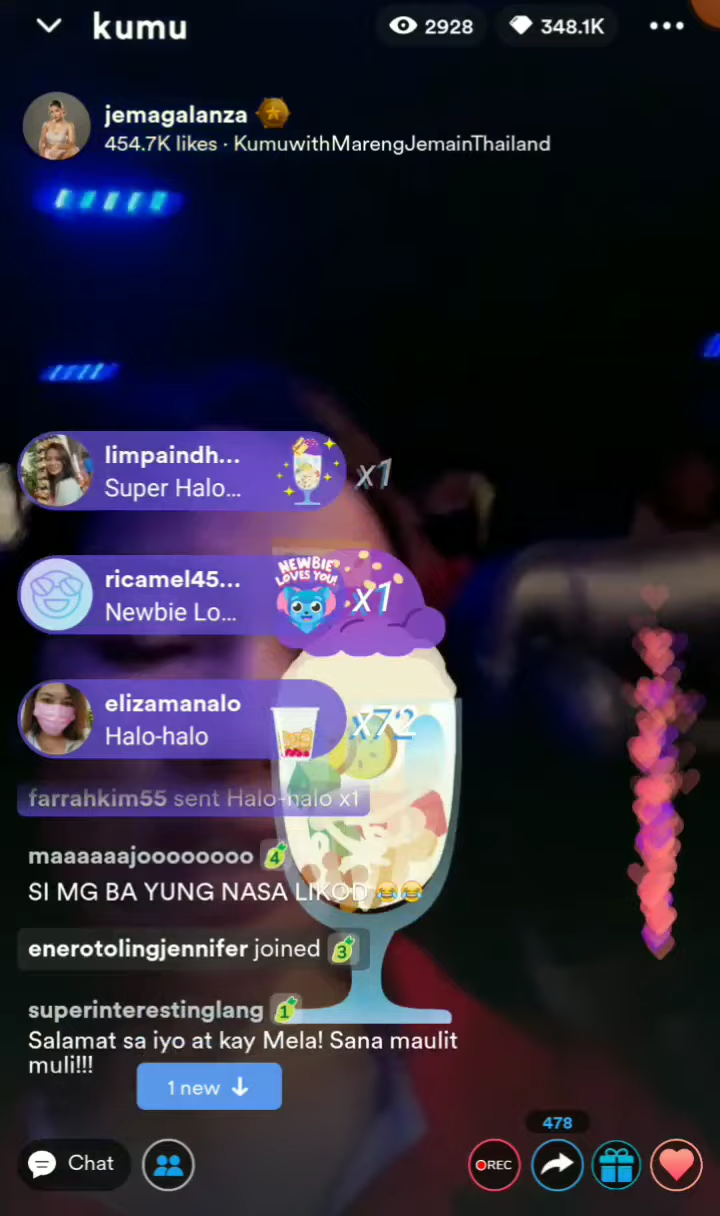 kumu
2928
348.1K
jemagalanza
454.7K likes · KumuwithMarengJemainThailand
limpaindh...
Super Halo...
x1
ricamel45...
Newbie Lo...
NEWBIE
LOVES YOU!
x1
elizamanalo
Halo-halo
x72
farrahkim55 sent Halo-halo x1
maaaaaajoooooooo 4
SI MG BA YUNG NASA LIKOD 😂😂
enerotolingjennifer joined 3
superinterestinglang 1
Salamat sa iyo at kay Mela! Sana maulit
muli!!!
1 new ↓
478
Chat
REC